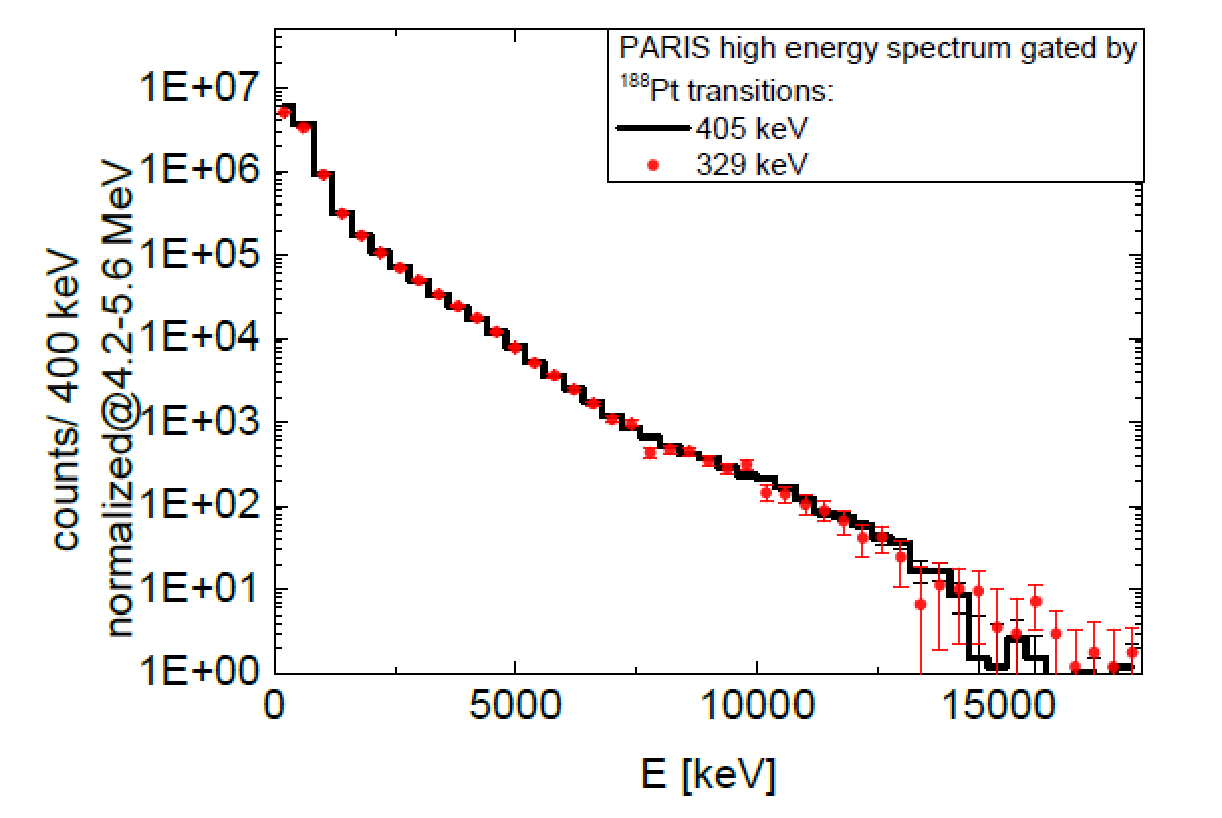 PARIS high energy spectrum gated by
188Pt transitions:
405 keV
329 keV
1E+07
1E+06
1E+05
1E+04
1E+03
1E+02
1E+01
1E+00
counts/ 400 keV
normalized@4.2-5.6 MeV
0
5000
10000
15000
E [keV]